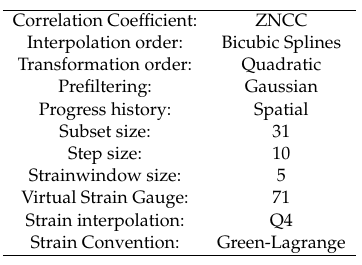 Correlation Coefficient: ZNCC
Interpolation order: Bicubic Splines
Transformation order: Quadratic
Prefiltering: Gaussian
Progress history: Spatial
Subset size: 31
Step size: 10
Strainwindow size: 5
Virtual Strain Gauge: 71
Strain interpolation: Q4
Strain Convention: Green-Lagrange